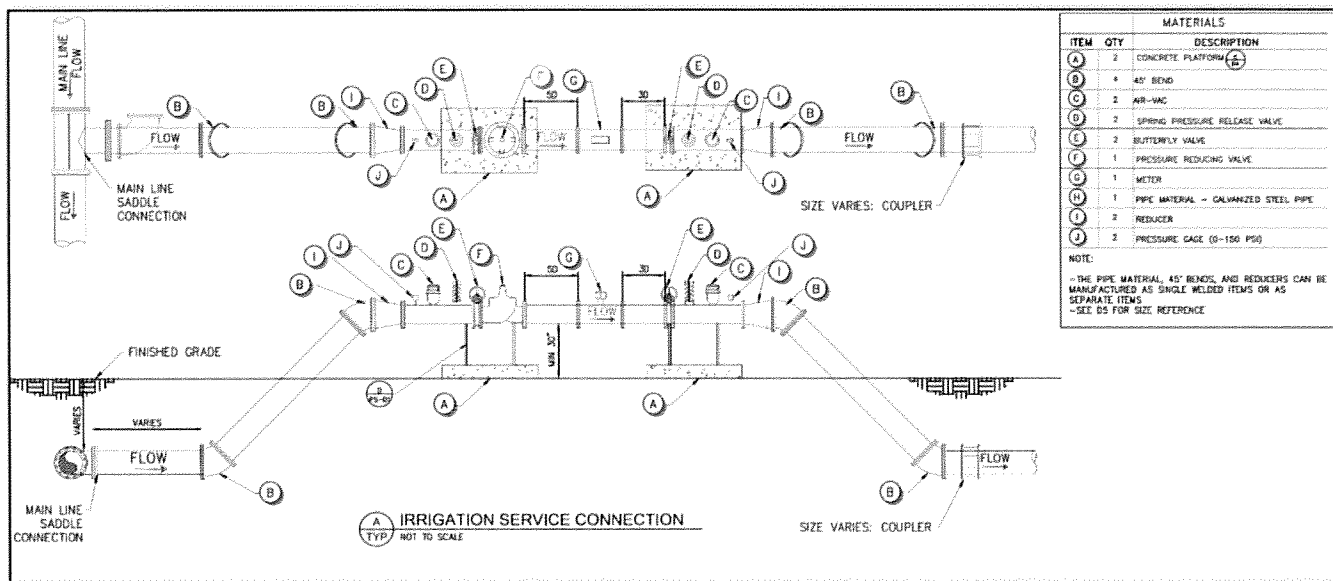 MAIN LINE
FLOW
FLOW
MAIN LINE
SADDLE
CONNECTION
FLOW
B
B
I
C
D
E
F
G
E
D
C
I
B
B
5D
3D
FLOW
FLOW
J
A
A
J
SIZE VARIES: COUPLER
MATERIALS
ITEM QTY DESCRIPTION
A 2 CONCRETE PLATFORM
B 4 45° BEND
C 2 AIR-VAC
D 2 SPRING PRESSURE RELEASE VALVE
E 2 BUTTERFLY VALVE
F 1 PRESSURE REDUCING VALVE
G 1 METER
H 1 PIPE MATERIAL - GALVANIZED STEEL PIPE
I 2 REDUCER
J 2 PRESSURE GAGE (0-150 PSI)
NOTE:
-THE PIPE MATERIAL, 45° BENDS, AND REDUCERS CAN BE
MANUFACTURED AS SINGLE WELDED ITEMS OR AS
SEPARATE ITEMS
-SEE D5 FOR SIZE REFERENCE
B
I
J
C
D
E
F
5D
G
3D
E
D
C
J
I
B
FLOW
MIN 30"
FINISHED GRADE
A
A
VARIES
VARIES
FLOW
B
MAIN LINE
SADDLE
CONNECTION
B
FLOW
SIZE VARIES: COUPLER
A
TYP
IRRIGATION SERVICE CONNECTION
NOT TO SCALE